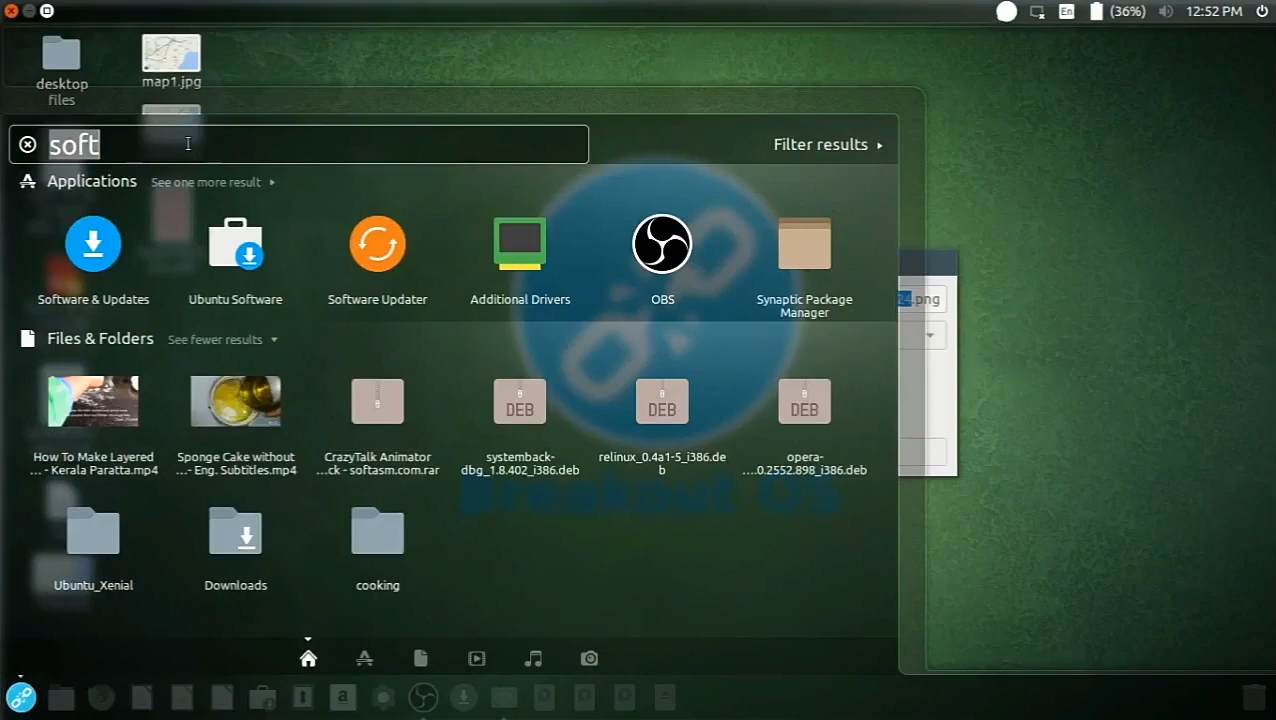 En
(36%)
12:52 PM
desktop
files
map1.jpg
soft
Filter results
Applications
See one more result
Software & Updates
Ubuntu Software
Software Updater
Additional Drivers
OBS
Synaptic Package
Manager
24.png
Files & Folders
See fewer results
DEB
DEB
DEB
How To Make Layered
... - Kerala Paratta.mp4
Sponge Cake without
...- Eng. Subtitles.mp4
CrazyTalk Animator
...ck - softasm.com.rar
systemback-
dbg_1.8.402_i386.deb
relinux_0.4a1-5_i386.de
b
opera-
....0.2552.898_i386.deb
Breakout OS
Ubuntu_Xenial
Downloads
cooking
a